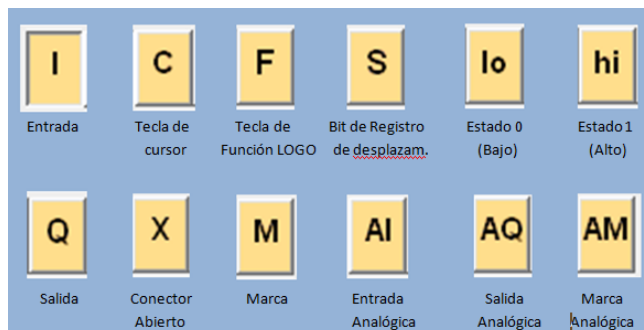 I C F S lo hi
Entrada Tecla de Tecla de Bit de Registro Estado 0 Estado 1
cursor Función LOGO de desplazam. (Bajo) (Alto)
Q X M AI AQ AM
Salida Conector Marca Entrada Salida Marca
Abierto Analógica Analógica Analógica